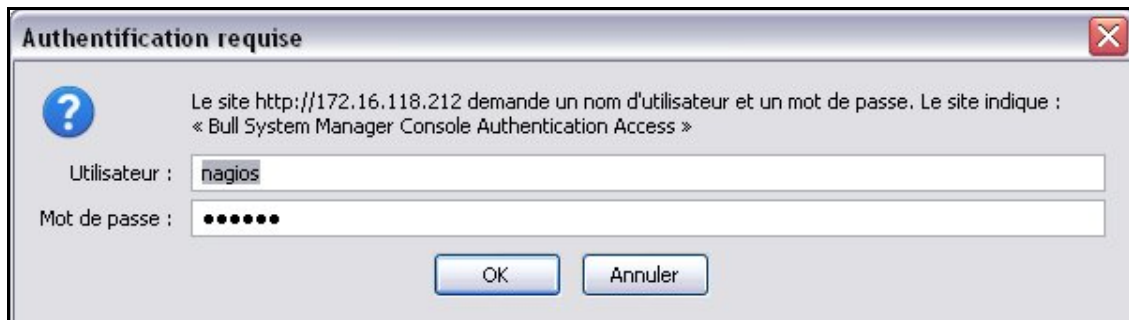 Authentification requise
Le site http://172.16.118.212 demande un nom d'utilisateur et un mot de passe. Le site indique :
« Bull System Manager Console Authentication Access »
Utilisateur : nagios
Mot de passe : ●●●●●●
OK Annuler